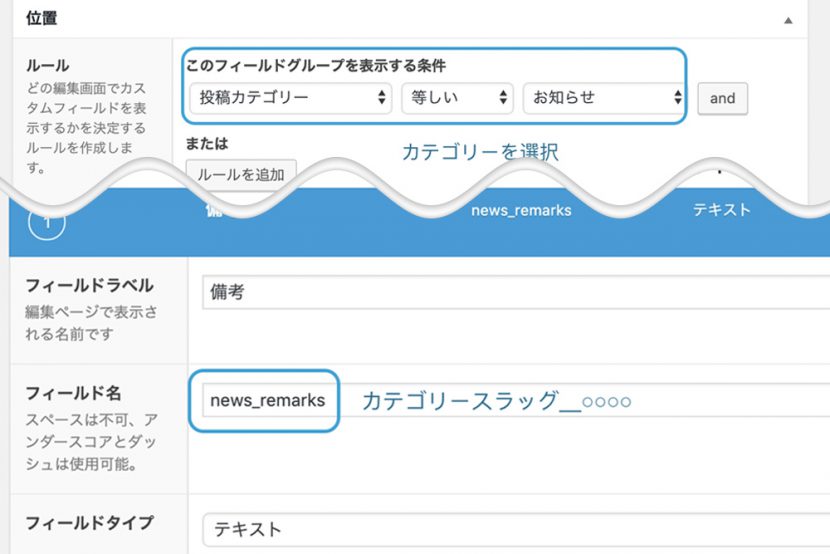 位置
ルール
どの編集画面でカス
タムフィールドを表
示するかを決定する
ルールを作成しま
す。
このフィールドグループを表示する条件
投稿カテゴリー 等しい お知らせ and
または
カテゴリーを選択
ルールを追加
1 news_remarks テキスト
フィールドラベル
編集ページで表示さ
れる名前です
備考
フィールド名
スペースは不可、ア
ンダースコアとダッ
シュは使用可能。
news_remarks カテゴリースラッグ__○○○○
フィールドタイプ
テキスト